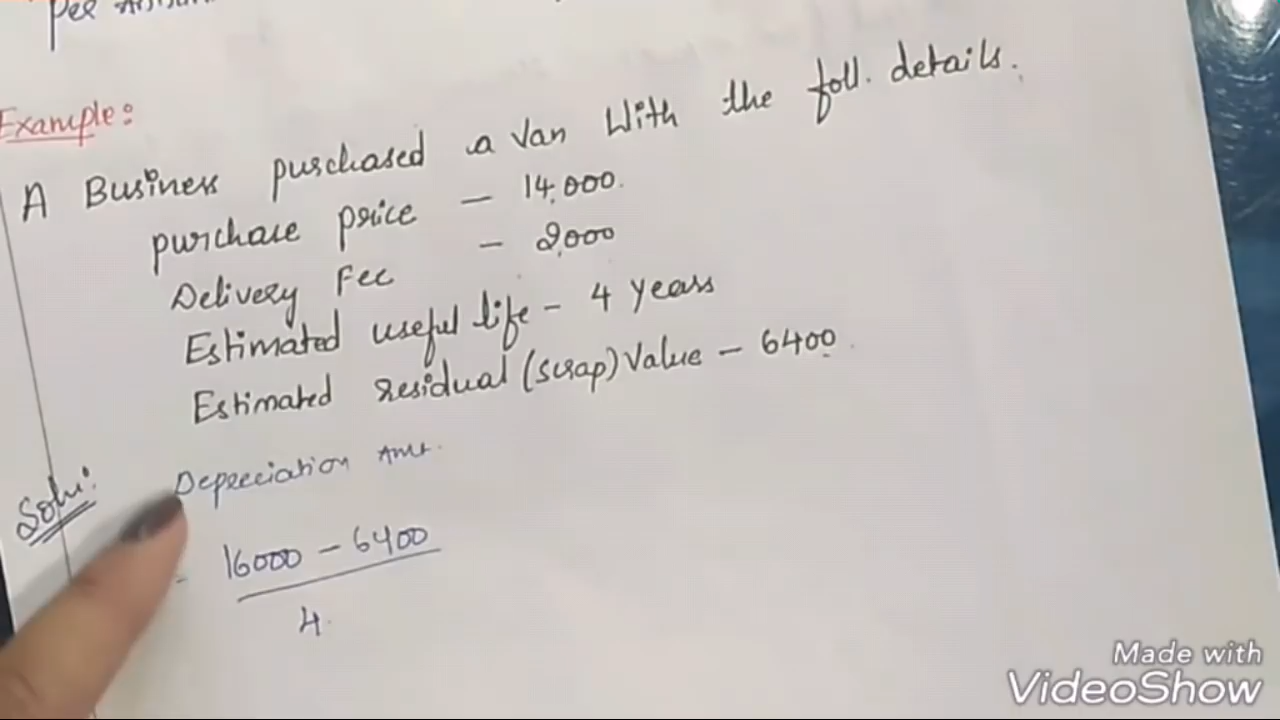 Per
Example:
A Business purchased a Van With the foll. details.
purchase price - 14,000.
Delivery Fee - 2,000
Estimated useful life - 4 years
Estimated residual (scrap) Value - 6400
Soln: Depreciation Amt.
= 16000 - 6400
4
Made with
VideoShow